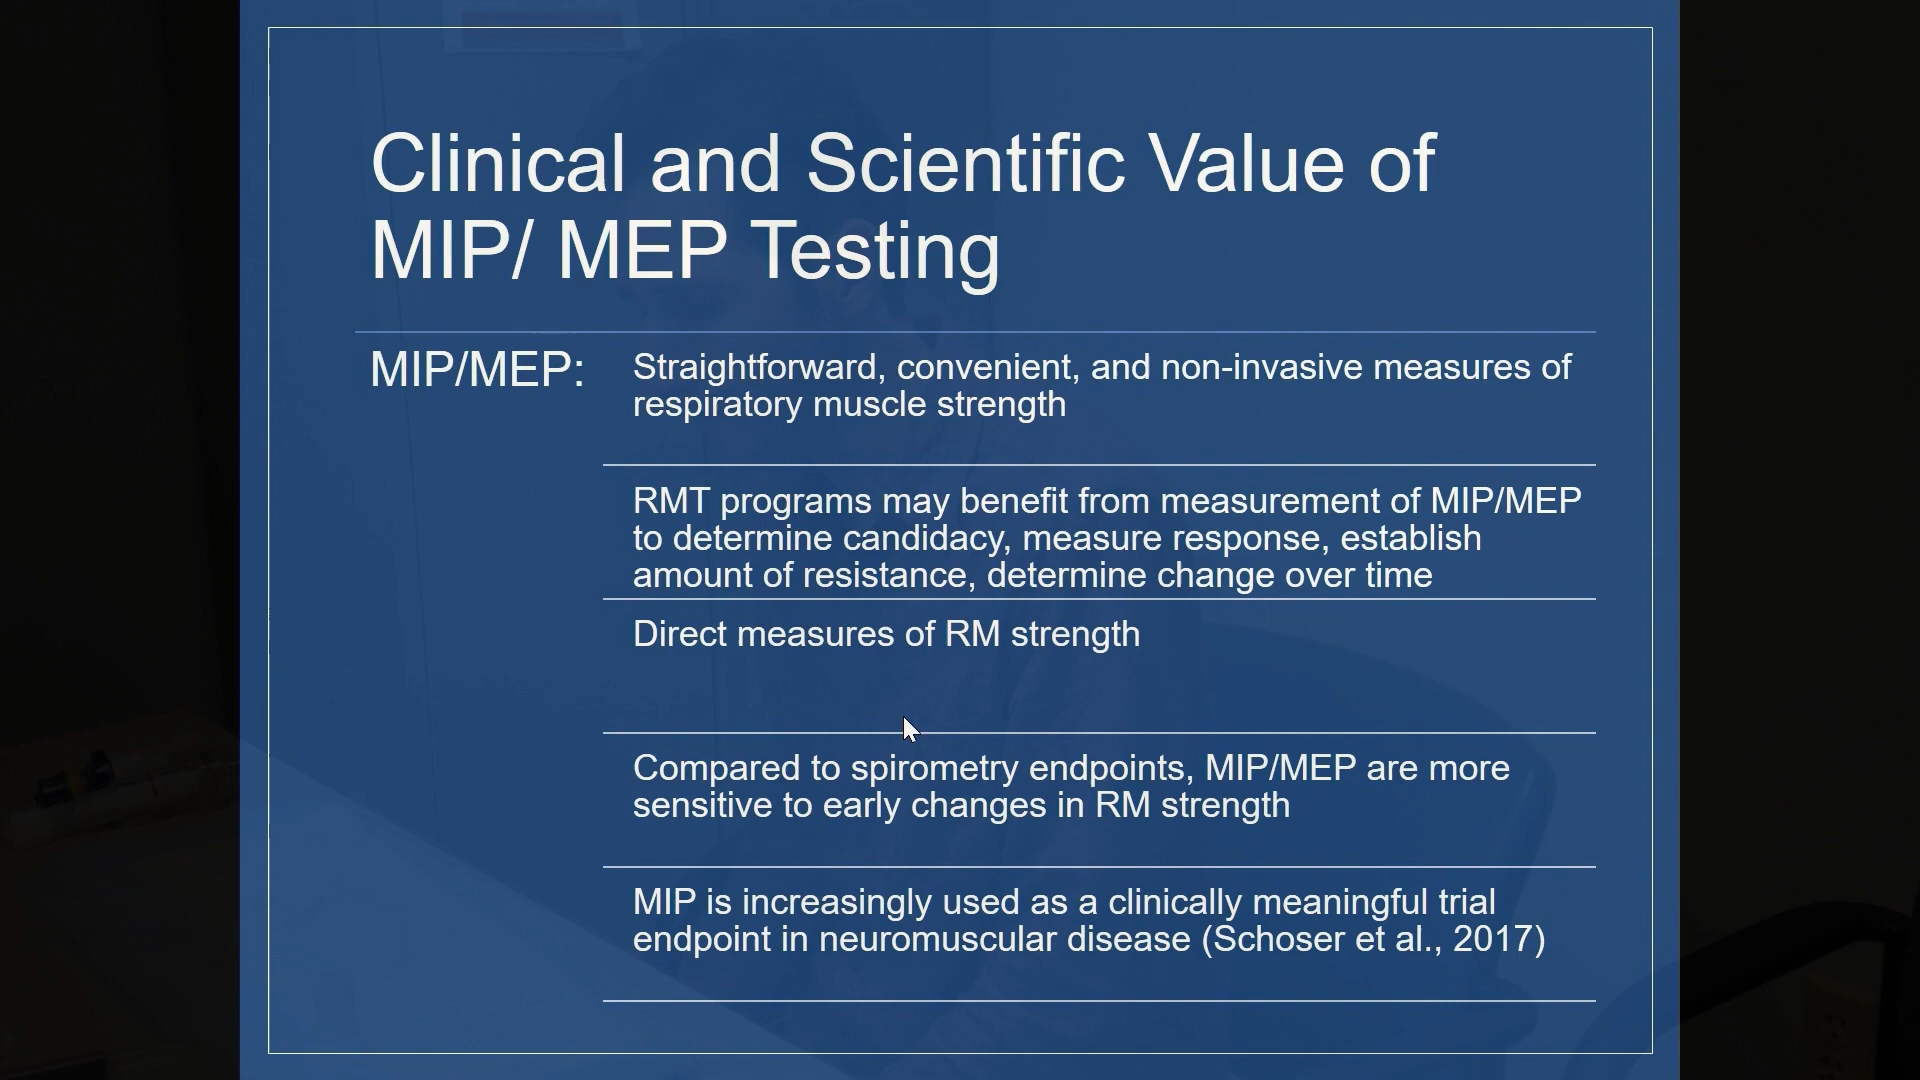 Clinical and Scientific Value of
MIP/ MEP Testing
MIP/MEP:
Straightforward, convenient, and non-invasive measures of
respiratory muscle strength
RMT programs may benefit from measurement of MIP/MEP
to determine candidacy, measure response, establish
amount of resistance, determine change over time
Direct measures of RM strength
Compared to spirometry endpoints, MIP/MEP are more
sensitive to early changes in RM strength
MIP is increasingly used as a clinically meaningful trial
endpoint in neuromuscular disease (Schoser et al., 2017)